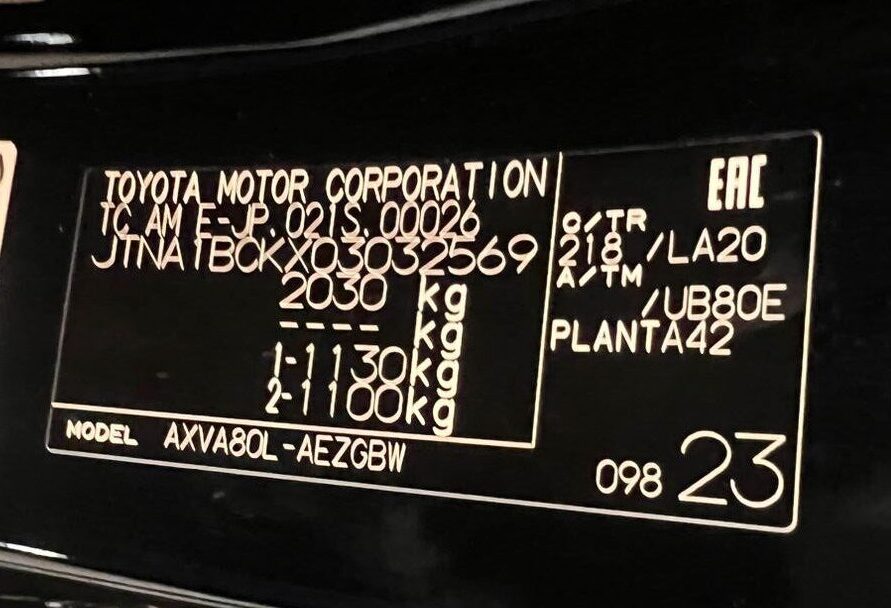 TOYOTA MOTOR CORPORATION
TC AM E-JP.021S.00026
JTNA1BCKX03032569
2030 kg
---- kg
1-1130kg
2-1100kg
MODEL AXVA80L-AEZGBW
EAC
C/TR
218 /LA20
A/TM
/UB80E
PLANTA42
098 23